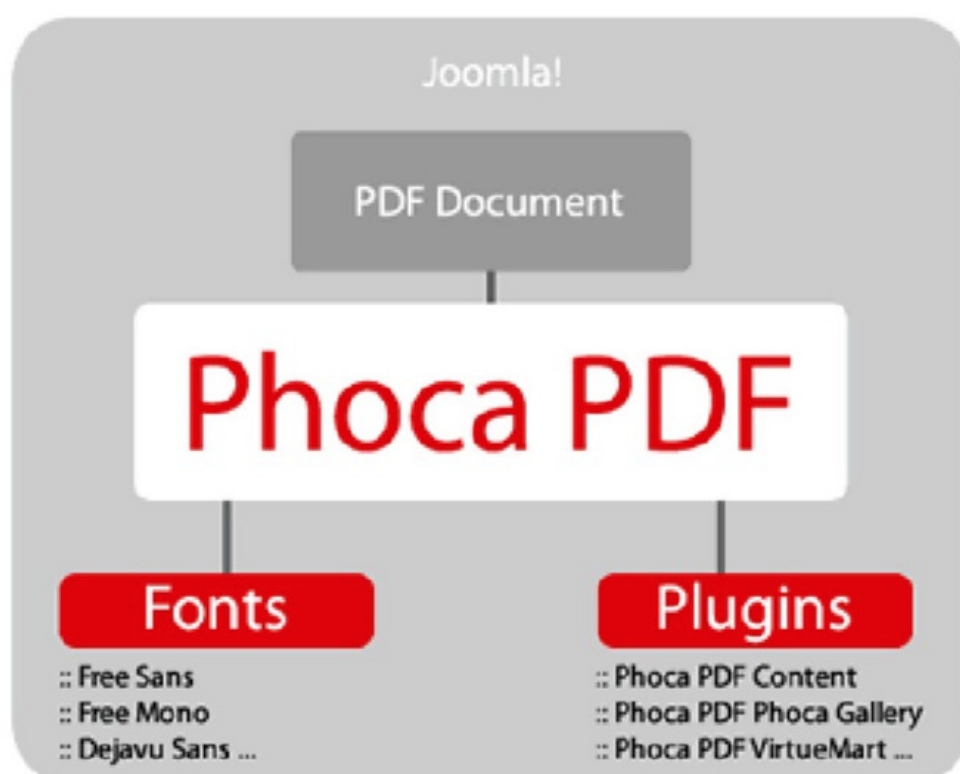 Joomla!
PDF Document
Phoca PDF
Fonts
:: Free Sans
:: Free Mono
:: Dejavu Sans ...
Plugins
:: Phoca PDF Content
:: Phoca PDF Phoca Gallery
:: Phoca PDF VirtueMart ...